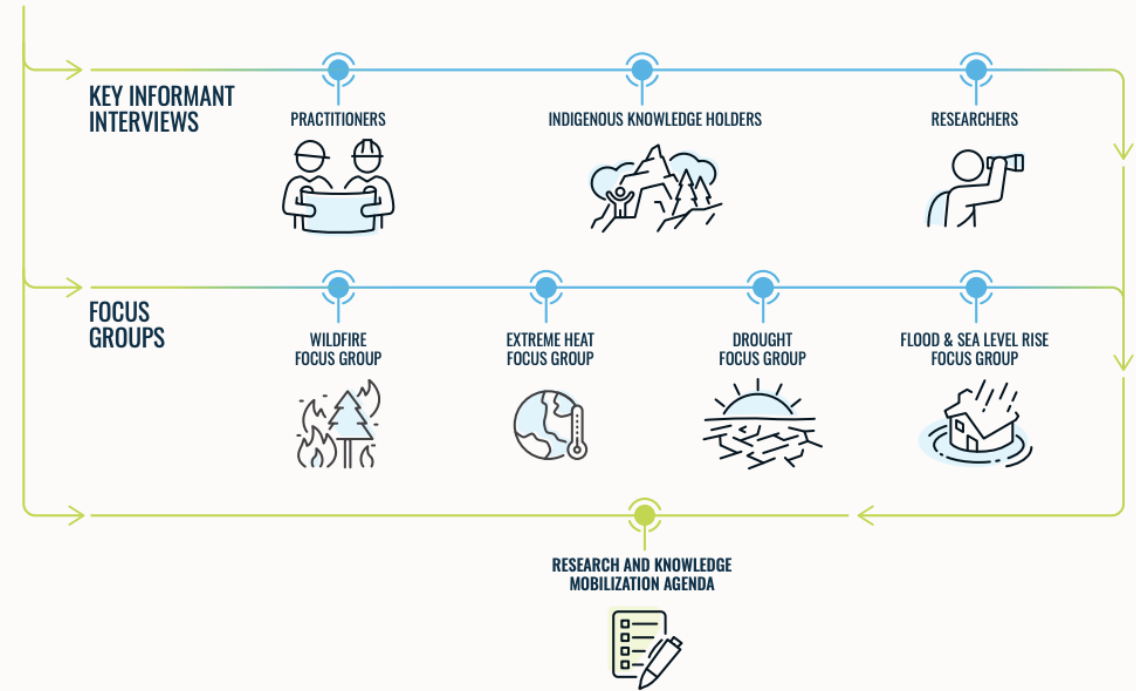 KEY INFORMANT
INTERVIEWS
PRACTITIONERS
INDIGENOUS KNOWLEDGE HOLDERS
RESEARCHERS
FOCUS
GROUPS
WILDFIRE
FOCUS GROUP
EXTREME HEAT
FOCUS GROUP
DROUGHT
FOCUS GROUP
FLOOD & SEA LEVEL RISE
FOCUS GROUP
RESEARCH AND KNOWLEDGE
MOBILIZATION AGENDA